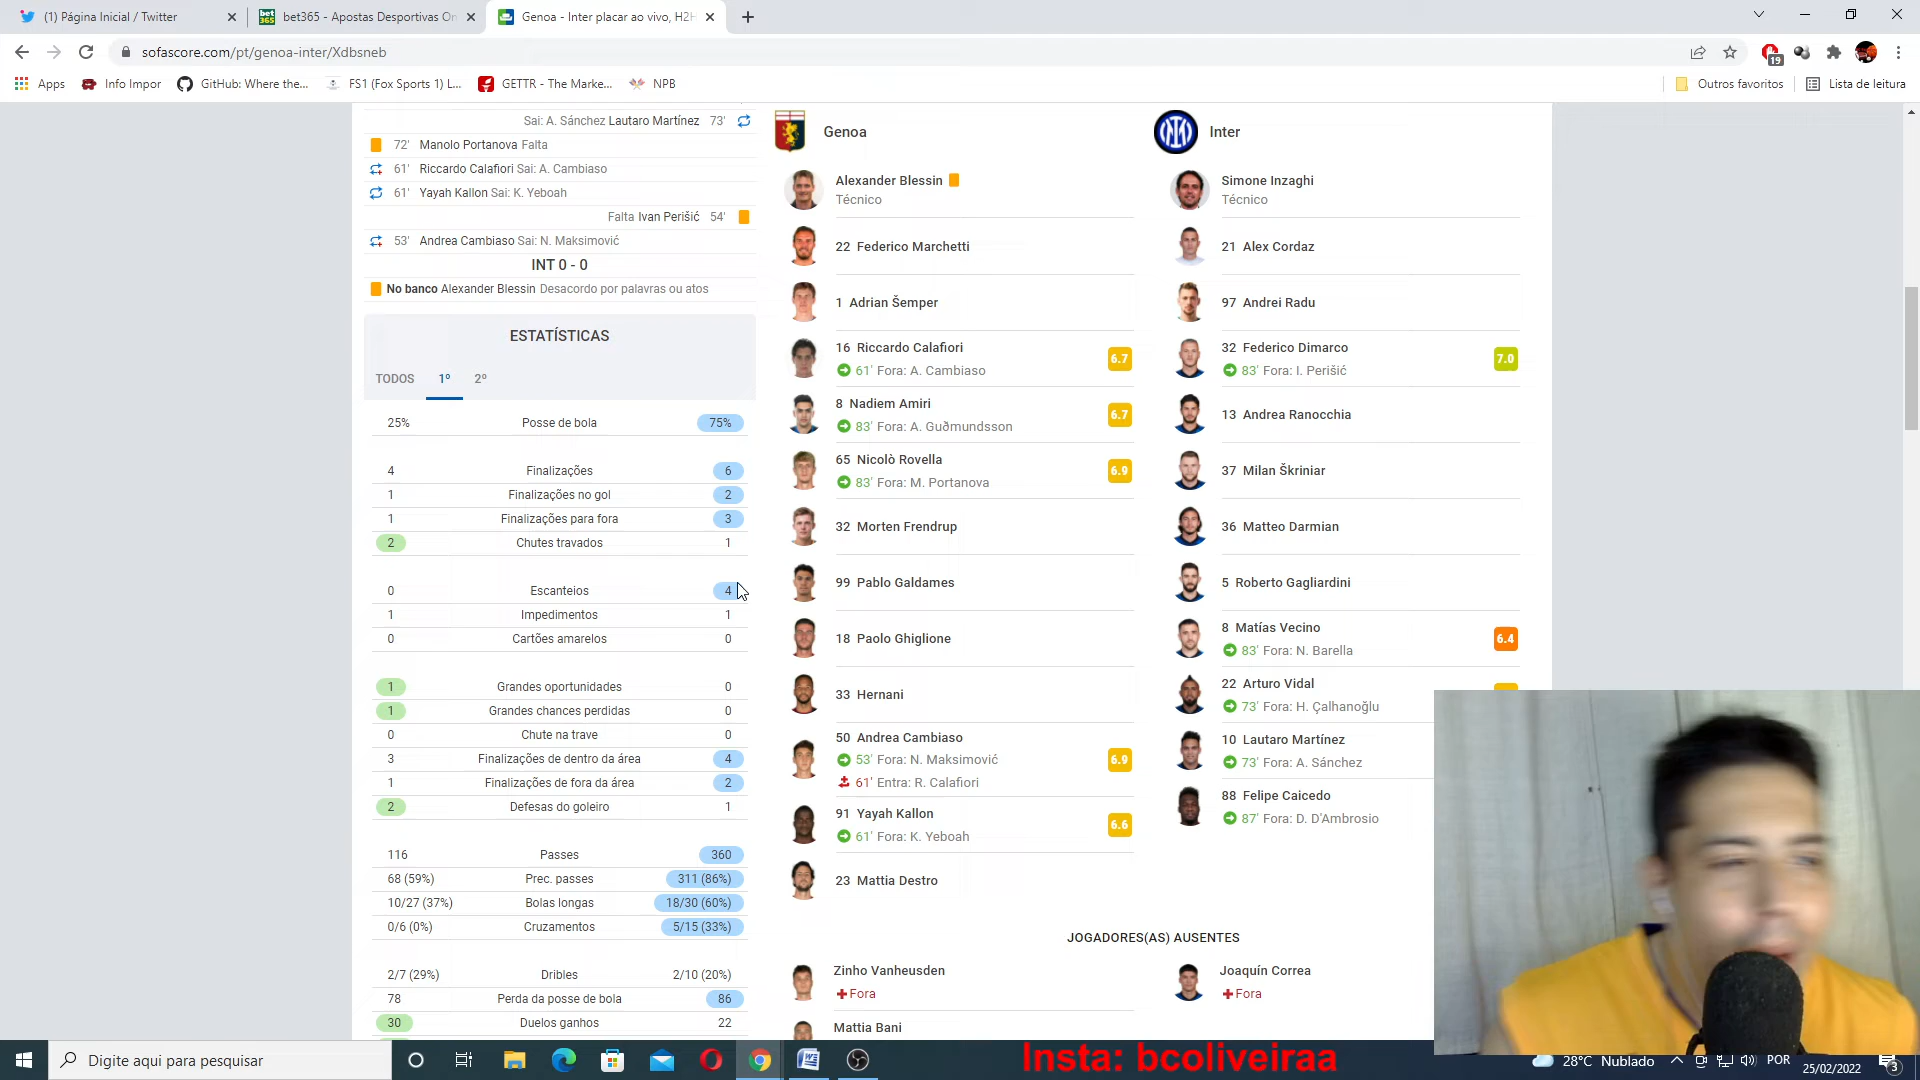 (1) Página Inicial / Twitter
bet365 - Apostas Desportivas On
Genoa - Inter placar ao vivo, H2H
sofascore.com/pt/genoa-inter/Xdbsneb
19
Apps
Info Impor
GitHub: Where the...
FS1 (Fox Sports 1) L...
GETTR - The Marke...
NPB
Outros favoritos
Lista de leitura
Sai: A. Sánchez Lautaro Martínez 73'
72' Manolo Portanova Falta
61' Riccardo Calafiori Sai: A. Cambiaso
61' Yayah Kallon Sai: K. Yeboah
Falta Ivan Perišić 54'
53' Andrea Cambiaso Sai: N. Maksimović
INT 0 - 0
No banco Alexander Blessin Desacordo por palavras ou atos
ESTATÍSTICAS
TODOS 1º 2º
25% Posse de bola 75%
4 Finalizações 6
1 Finalizações no gol 2
1 Finalizações para fora 3
2 Chutes travados 1
0 Escanteios 4
1 Impedimentos 1
0 Cartões amarelos 0
1 Grandes oportunidades 0
1 Grandes chances perdidas 0
0 Chute na trave 0
3 Finalizações de dentro da área 4
1 Finalizações de fora da área 2
2 Defesas do goleiro 1
116 Passes 360
68 (59%) Prec. passes 311 (86%)
10/27 (37%) Bolas longas 18/30 (60%)
0/6 (0%) Cruzamentos 5/15 (33%)
2/7 (29%) Dribles 2/10 (20%)
78 Perda da posse de bola 86
30 Duelos ganhos 22
Genoa
Alexander Blessin
Técnico
22 Federico Marchetti
1 Adrian Šemper
16 Riccardo Calafiori
61' Fora: A. Cambiaso
6.7
8 Nadiem Amiri
83' Fora: A. Guðmundsson
6.7
65 Nicolò Rovella
83' Fora: M. Portanova
6.9
32 Morten Frendrup
99 Pablo Galdames
18 Paolo Ghiglione
33 Hernani
50 Andrea Cambiaso
53' Fora: N. Maksimović
61' Entra: R. Calafiori
6.9
91 Yayah Kallon
61' Fora: K. Yeboah
6.6
23 Mattia Destro
Inter
Simone Inzaghi
Técnico
21 Alex Cordaz
97 Andrei Radu
32 Federico Dimarco
83' Fora: I. Perišić
7.0
13 Andrea Ranocchia
37 Milan Škriniar
36 Matteo Darmian
5 Roberto Gagliardini
8 Matías Vecino
83' Fora: N. Barella
6.4
22 Arturo Vidal
73' Fora: H. Çalhanoğlu
10 Lautaro Martínez
73' Fora: A. Sánchez
88 Felipe Caicedo
87' Fora: D. D'Ambrosio
JOGADORES(AS) AUSENTES
Zinho Vanheusden
Fora
Joaquín Correa
Fora
Mattia Bani
Digite aqui para pesquisar
Insta: bcoliveiraa
28°C Nublado
POR
25/02/2022
3